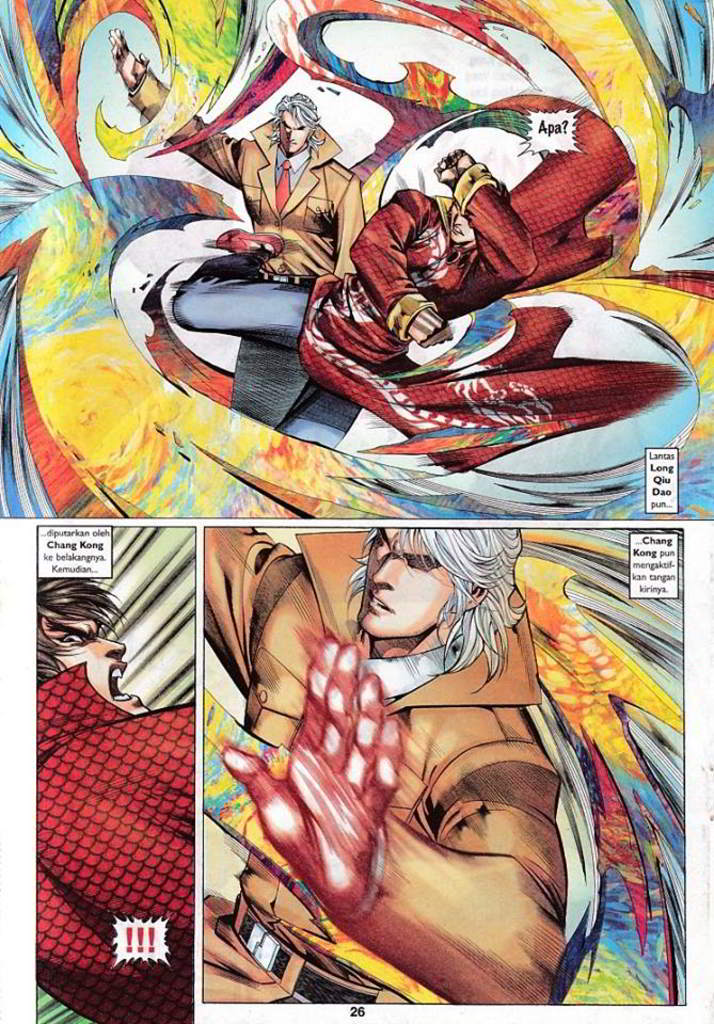 Apa?
Lantas
Long
Qiu
Dao
pun...
...diputarkan oleh
Chang Kong
ke belakangnya.
Kemudian...
...Chang
Kong pun
mengaktif-
kan tangan
kirinya.
!!!
26